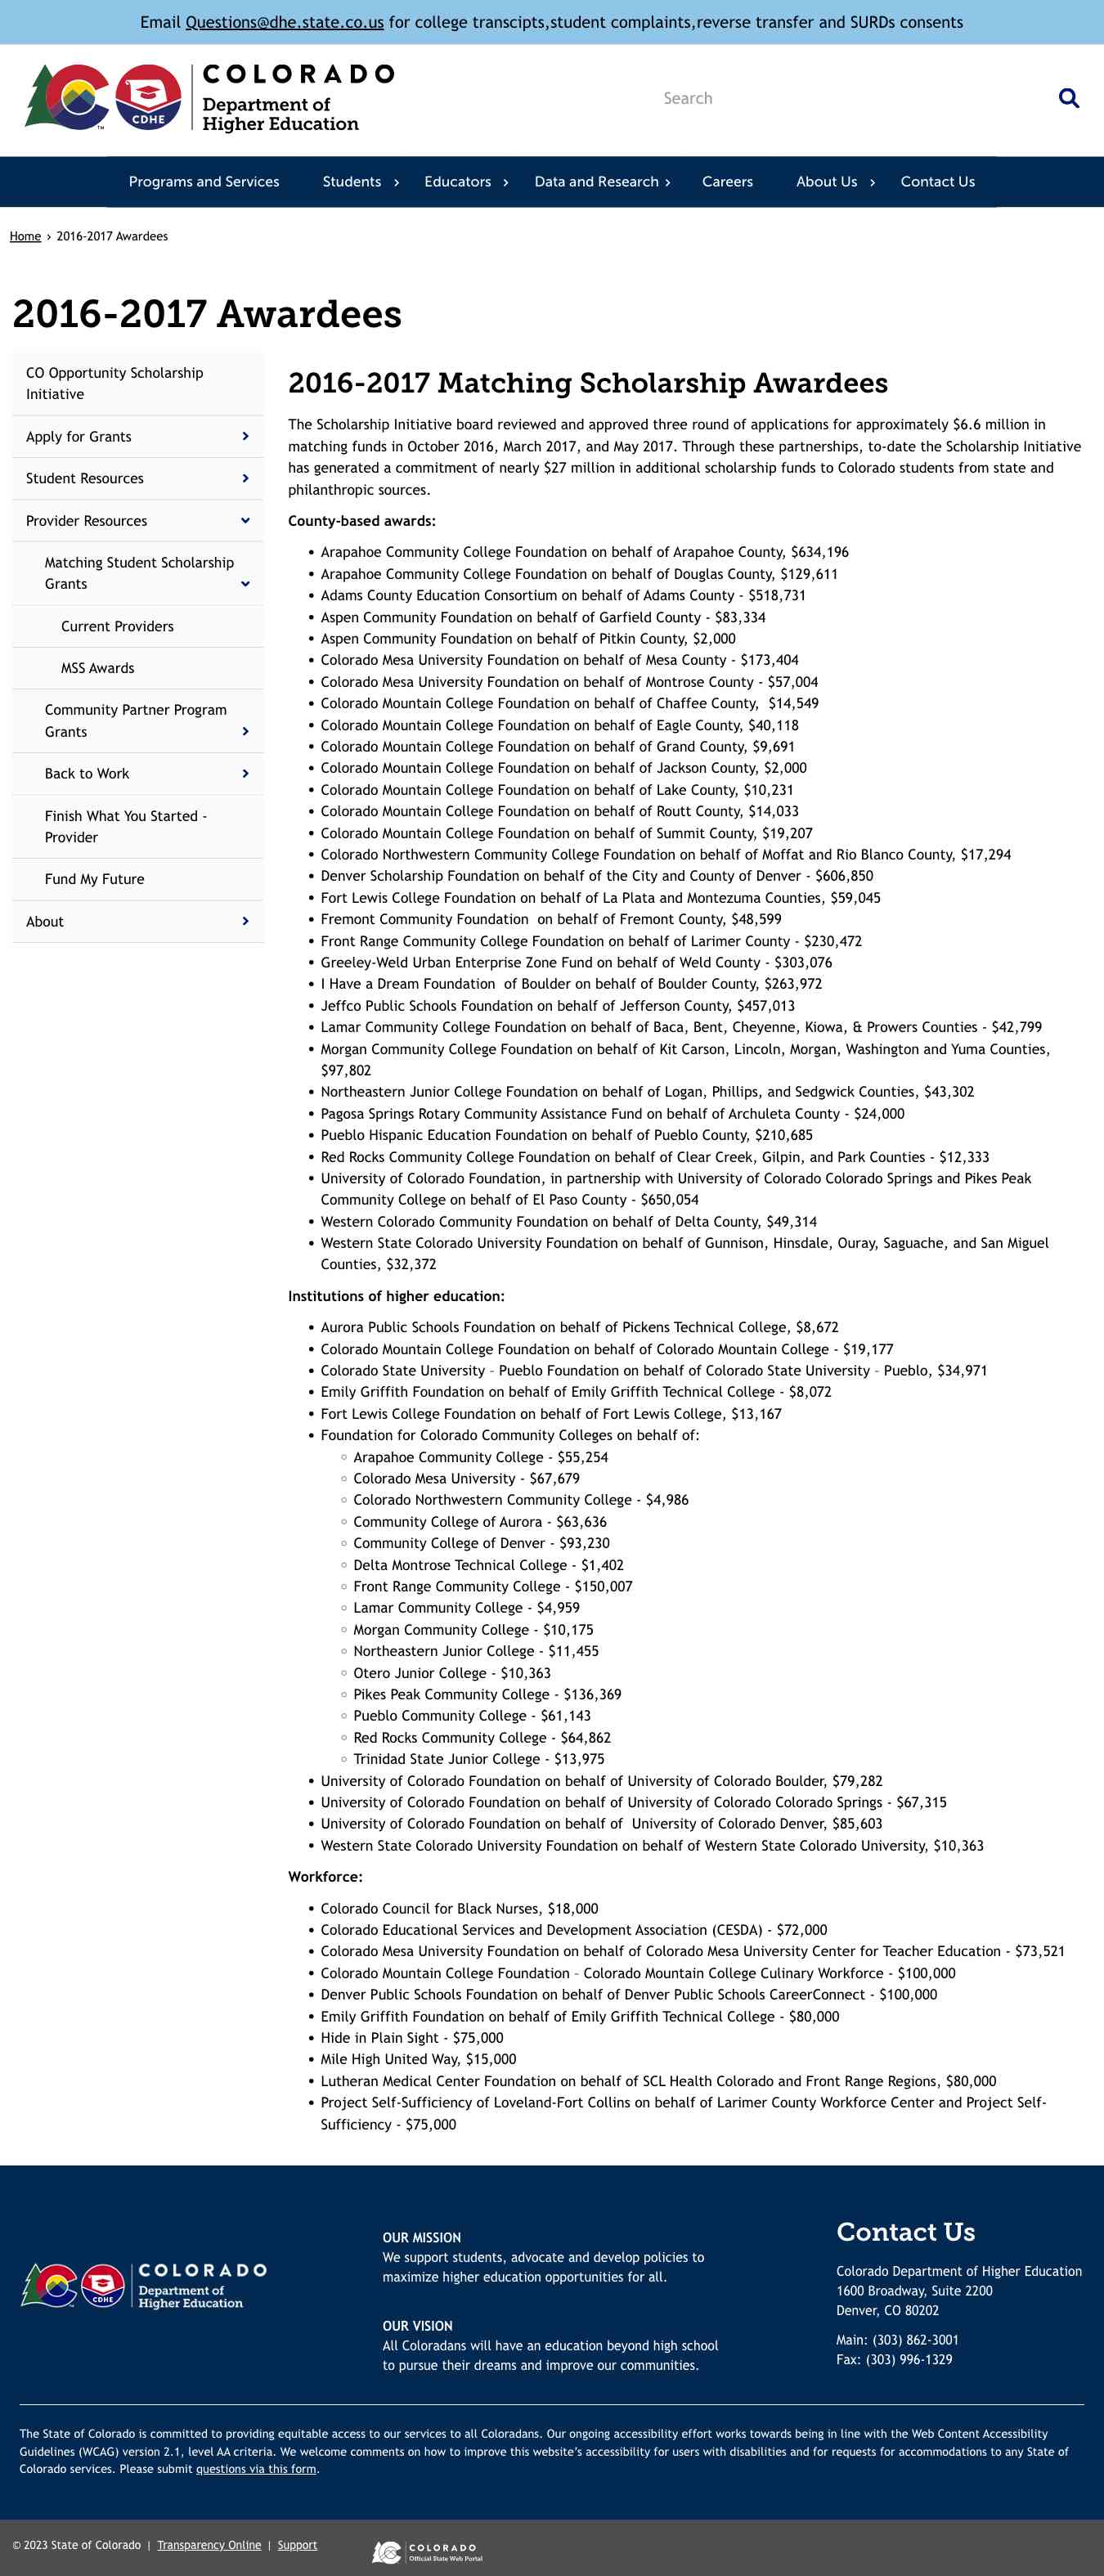 Email Questions@dhe.state.co.us for college transcipts,student complaints,reverse transfer and SURDs consents
CDHE
TM
COLORADO
Department of
Higher Education
Search
Programs and Services Students Educators Data and Research Careers About Us Contact Us
Home › 2016-2017 Awardees
2016-2017 Awardees
CO Opportunity Scholarship
Initiative
Apply for Grants
Student Resources
Provider Resources
Matching Student Scholarship
Grants
Current Providers
MSS Awards
Community Partner Program
Grants
Back to Work
Finish What You Started -
Provider
Fund My Future
About
2016-2017 Matching Scholarship Awardees
The Scholarship Initiative board reviewed and approved three round of applications for approximately $6.6 million in
matching funds in October 2016, March 2017, and May 2017. Through these partnerships, to-date the Scholarship Initiative
has generated a commitment of nearly $27 million in additional scholarship funds to Colorado students from state and
philanthropic sources.
County-based awards:
• Arapahoe Community College Foundation on behalf of Arapahoe County, $634,196
• Arapahoe Community College Foundation on behalf of Douglas County, $129,611
• Adams County Education Consortium on behalf of Adams County - $518,731
• Aspen Community Foundation on behalf of Garfield County - $83,334
• Aspen Community Foundation on behalf of Pitkin County, $2,000
• Colorado Mesa University Foundation on behalf of Mesa County - $173,404
• Colorado Mesa University Foundation on behalf of Montrose County - $57,004
• Colorado Mountain College Foundation on behalf of Chaffee County, $14,549
• Colorado Mountain College Foundation on behalf of Eagle County, $40,118
• Colorado Mountain College Foundation on behalf of Grand County, $9,691
• Colorado Mountain College Foundation on behalf of Jackson County, $2,000
• Colorado Mountain College Foundation on behalf of Lake County, $10,231
• Colorado Mountain College Foundation on behalf of Routt County, $14,033
• Colorado Mountain College Foundation on behalf of Summit County, $19,207
• Colorado Northwestern Community College Foundation on behalf of Moffat and Rio Blanco County, $17,294
• Denver Scholarship Foundation on behalf of the City and County of Denver - $606,850
• Fort Lewis College Foundation on behalf of La Plata and Montezuma Counties, $59,045
• Fremont Community Foundation on behalf of Fremont County, $48,599
• Front Range Community College Foundation on behalf of Larimer County - $230,472
• Greeley-Weld Urban Enterprise Zone Fund on behalf of Weld County - $303,076
• I Have a Dream Foundation of Boulder on behalf of Boulder County, $263,972
• Jeffco Public Schools Foundation on behalf of Jefferson County, $457,013
• Lamar Community College Foundation on behalf of Baca, Bent, Cheyenne, Kiowa, & Prowers Counties - $42,799
• Morgan Community College Foundation on behalf of Kit Carson, Lincoln, Morgan, Washington and Yuma Counties,
$97,802
• Northeastern Junior College Foundation on behalf of Logan, Phillips, and Sedgwick Counties, $43,302
• Pagosa Springs Rotary Community Assistance Fund on behalf of Archuleta County - $24,000
• Pueblo Hispanic Education Foundation on behalf of Pueblo County, $210,685
• Red Rocks Community College Foundation on behalf of Clear Creek, Gilpin, and Park Counties - $12,333
• University of Colorado Foundation, in partnership with University of Colorado Colorado Springs and Pikes Peak
Community College on behalf of El Paso County - $650,054
• Western Colorado Community Foundation on behalf of Delta County, $49,314
• Western State Colorado University Foundation on behalf of Gunnison, Hinsdale, Ouray, Saguache, and San Miguel
Counties, $32,372
Institutions of higher education:
• Aurora Public Schools Foundation on behalf of Pickens Technical College, $8,672
• Colorado Mountain College Foundation on behalf of Colorado Mountain College - $19,177
• Colorado State University – Pueblo Foundation on behalf of Colorado State University – Pueblo, $34,971
• Emily Griffith Foundation on behalf of Emily Griffith Technical College - $8,072
• Fort Lewis College Foundation on behalf of Fort Lewis College, $13,167
• Foundation for Colorado Community Colleges on behalf of:
◦ Arapahoe Community College - $55,254
◦ Colorado Mesa University - $67,679
◦ Colorado Northwestern Community College - $4,986
◦ Community College of Aurora - $63,636
◦ Community College of Denver - $93,230
◦ Delta Montrose Technical College - $1,402
◦ Front Range Community College - $150,007
◦ Lamar Community College - $4,959
◦ Morgan Community College - $10,175
◦ Northeastern Junior College - $11,455
◦ Otero Junior College - $10,363
◦ Pikes Peak Community College - $136,369
◦ Pueblo Community College - $61,143
◦ Red Rocks Community College - $64,862
◦ Trinidad State Junior College - $13,975
• University of Colorado Foundation on behalf of University of Colorado Boulder, $79,282
• University of Colorado Foundation on behalf of University of Colorado Colorado Springs - $67,315
• University of Colorado Foundation on behalf of University of Colorado Denver, $85,603
• Western State Colorado University Foundation on behalf of Western State Colorado University, $10,363
Workforce:
• Colorado Council for Black Nurses, $18,000
• Colorado Educational Services and Development Association (CESDA) - $72,000
• Colorado Mesa University Foundation on behalf of Colorado Mesa University Center for Teacher Education - $73,521
• Colorado Mountain College Foundation – Colorado Mountain College Culinary Workforce - $100,000
• Denver Public Schools Foundation on behalf of Denver Public Schools CareerConnect - $100,000
• Emily Griffith Foundation on behalf of Emily Griffith Technical College - $80,000
• Hide in Plain Sight - $75,000
• Mile High United Way, $15,000
• Lutheran Medical Center Foundation on behalf of SCL Health Colorado and Front Range Regions, $80,000
• Project Self-Sufficiency of Loveland-Fort Collins on behalf of Larimer County Workforce Center and Project Self-
Sufficiency - $75,000
CDHE
COLORADO
Department of
Higher Education
OUR MISSION
We support students, advocate and develop policies to
maximize higher education opportunities for all.
OUR VISION
All Coloradans will have an education beyond high school
to pursue their dreams and improve our communities.
Contact Us
Colorado Department of Higher Education
1600 Broadway, Suite 2200
Denver, CO 80202
Main: (303) 862-3001
Fax: (303) 996-1329
The State of Colorado is committed to providing equitable access to our services to all Coloradans. Our ongoing accessibility effort works towards being in line with the Web Content Accessibility
Guidelines (WCAG) version 2.1, level AA criteria. We welcome comments on how to improve this website's accessibility for users with disabilities and for requests for accommodations to any State of
Colorado services. Please submit questions via this form.
© 2023 State of Colorado | Transparency Online | Support
COLORADO
Official State Web Portal